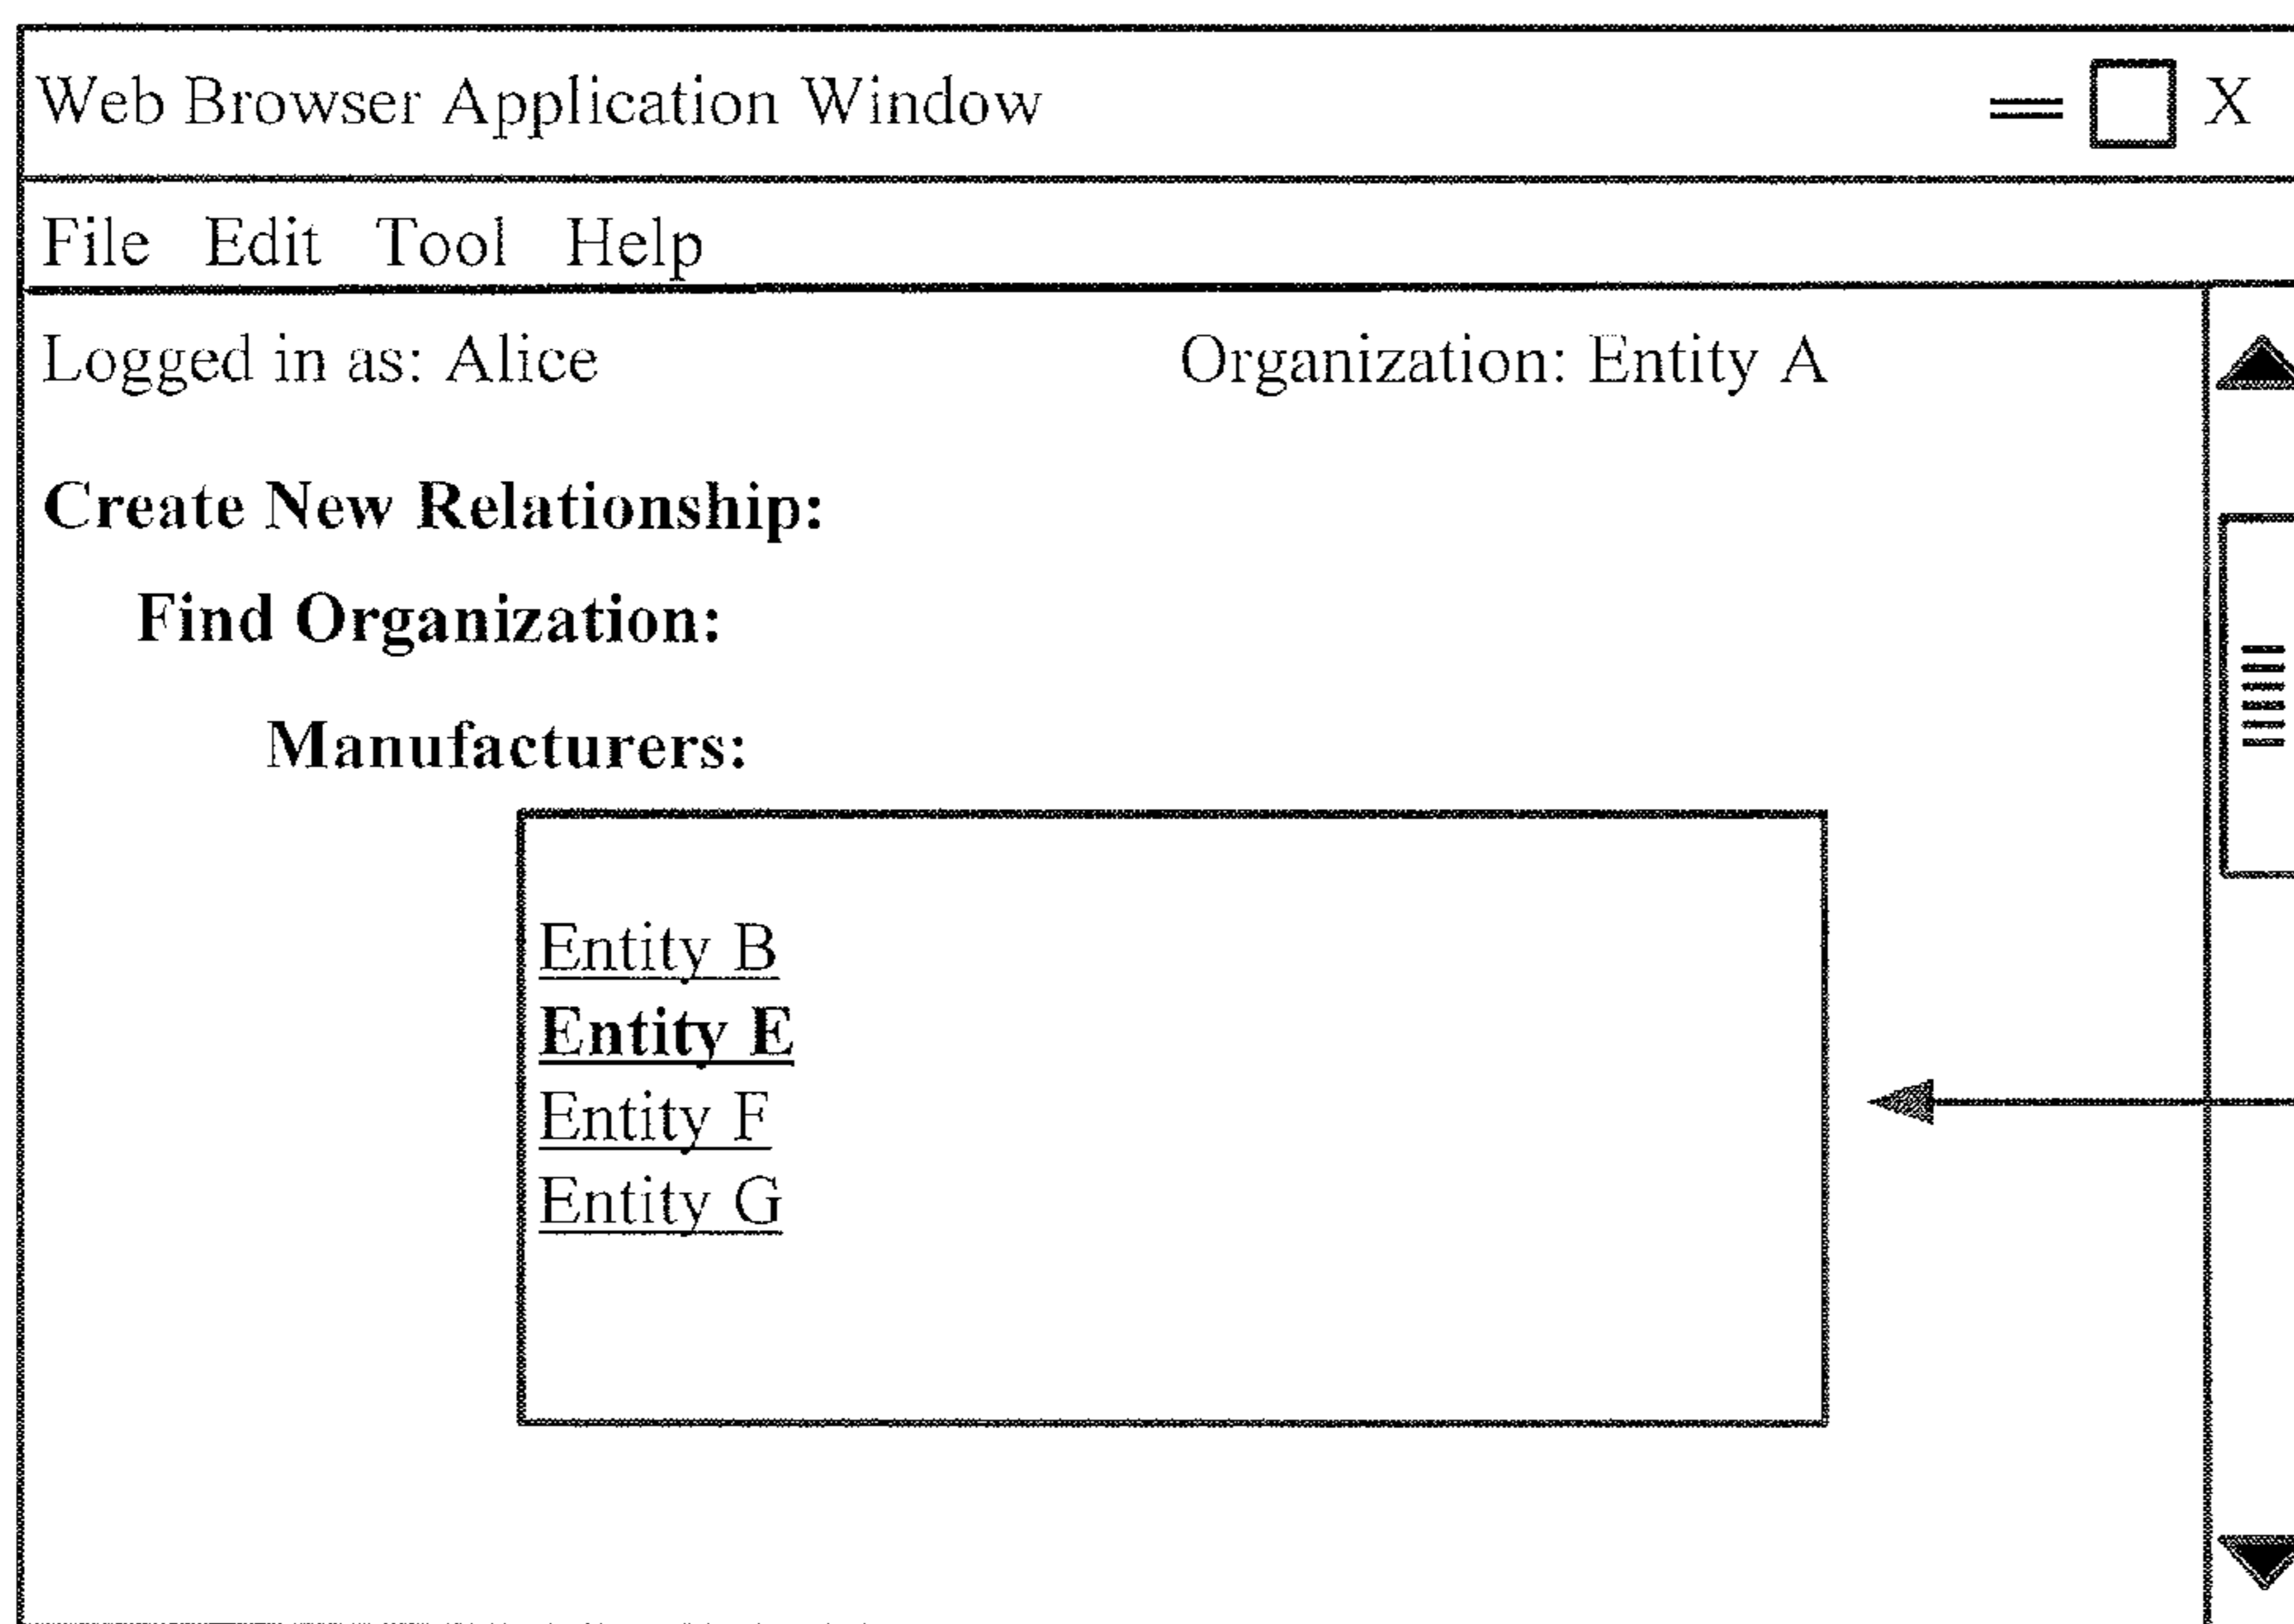 Web Browser Application Window X
File Edit Tool Help
Logged in as: Alice Organization: Entity A
Create New Relationship:
Find Organization:
Manufacturers:
Entity B
Entity E
Entity F
Entity G